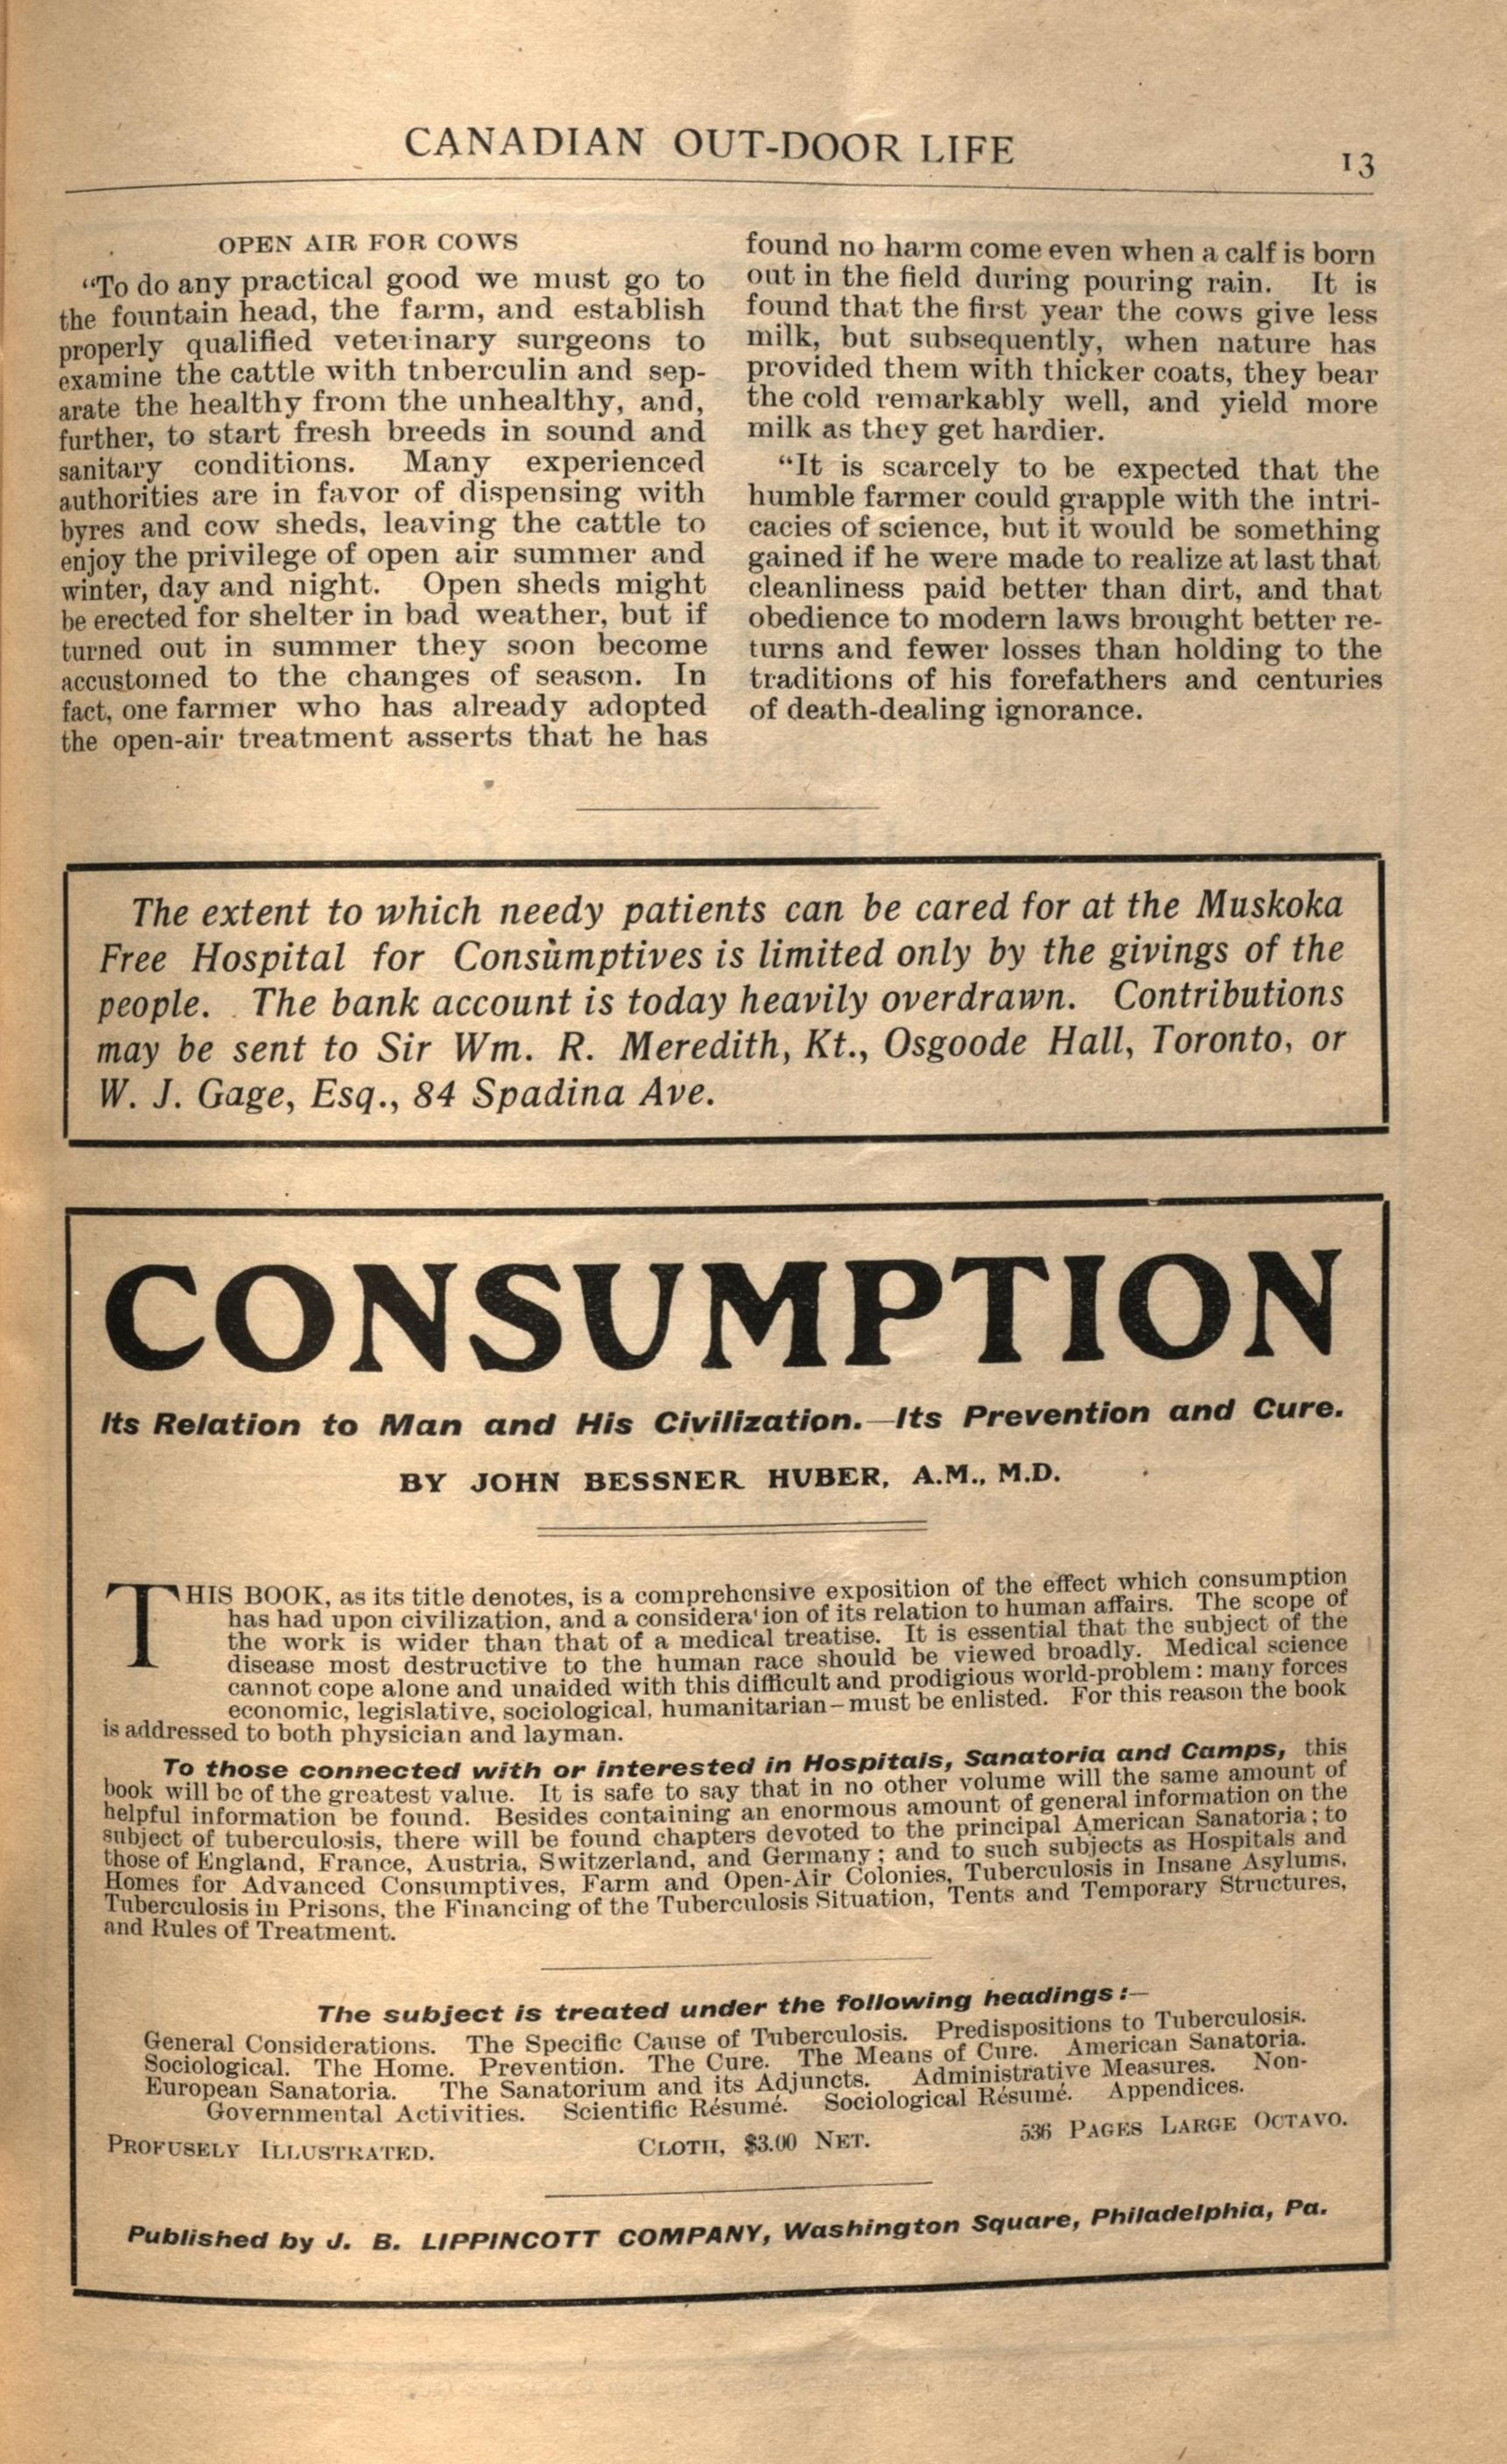 CANADIAN OUT-DOOR LIFE
13
OPEN AIR FOR COWS
“To do any practical good we must go to
the fountain head, the farm, and establish
properly qualified veterinary surgeons to
examine the cattle with tnberculin and sep-
arate the healthy from the unhealthy, and,
further, to start fresh breeds in sound and
sanitary conditions. Many experienced
authorities are in favor of dispensing with
byres and cow sheds, leaving the cattle to
enjoy the privilege of open air summer and
winter, day and night. Open sheds might
be erected for shelter in bad weather, but if
turned out in summer they soon become
accustomed to the changes of season. In
fact, one farmer who has already adopted
the open-air treatment asserts that he has
found no harm come even when a calf is born
out in the field during pouring rain. It is
found that the first year the cows give less
milk, but subsequently, when nature has
provided them with thicker coats, they bear
the cold remarkably well, and yield more
milk as they get hardier.
“It is scarcely to be expected that the
humble farmer could grapple with the intri-
cacies of science, but it would be something
gained if he were made to realize at last that
cleanliness paid better than dirt, and that
obedience to modern laws brought better re-
turns and fewer losses than holding to the
traditions of his forefathers and centuries
of death-dealing ignorance.
The extent to which needy patients can be cared for at the Muskoka
Free Hospital for Consumptives is limited only by the givings of the
people. The bank account is today heavily overdrawn. Contributions
may be sent to Sir Wm. R. Meredith, Kt., Osgoode Hall, Toronto, or
W. J. Gage, Esq., 84 Spadina Ave.
CONSUMPTION
Its Relation to Man and His Civilization.—Its Prevention and Cure.
BY JOHN BESSNER HUBER, A.M., M.D.
THIS BOOK, as its title denotes, is a comprehensive exposition of the effect which consumption
has had upon civilization, and a considera'ion of its relation to human affairs. The scope of
the work is wider than that of a medical treatise. It is essential that the subject of the
disease most destructive to the human race should be viewed broadly. Medical science
cannot cope alone and unaided with this difficult and prodigious world-problem: many forces
economic, legislative, sociological, humanitarian—must be enlisted. For this reason the book
is addressed to both physician and layman.
To those connected with or interested in Hospitals, Sanatoria and Camps, this
book will be of the greatest value. It is safe to say that in no other volume will the same amount of
helpful information be found. Besides containing an enormous amount of general information on the
subject of tuberculosis, there will be found chapters devoted to the principal American Sanatoria; to
those of England, France, Austria, Switzerland, and Germany; and to such subjects as Hospitals and
Homes for Advanced Consumptives, Farm and Open-Air Colonies, Tuberculosis in Insane Asylums,
Tuberculosis in Prisons, the Financing of the Tuberculosis Situation, Tents and Temporary Structures,
and Rules of Treatment.
The subject is treated under the following headings:—
General Considerations. The Specific Cause of Tuberculosis. Predispositions to Tuberculosis.
Sociological. The Home. Prevention. The Cure. The Means of Cure. American Sanatoria.
European Sanatoria. The Sanatorium and its Adjuncts. Administrative Measures. Non-
Governmental Activities. Scientific Résumé. Sociological Résumé. Appendices.
PROFUSELY ILLUSTRATED. CLOTH, $3.00 NET. 536 PAGES LARGE OCTAVO.
Published by J. B. LIPPINCOTT COMPANY, Washington Square, Philadelphia, Pa.